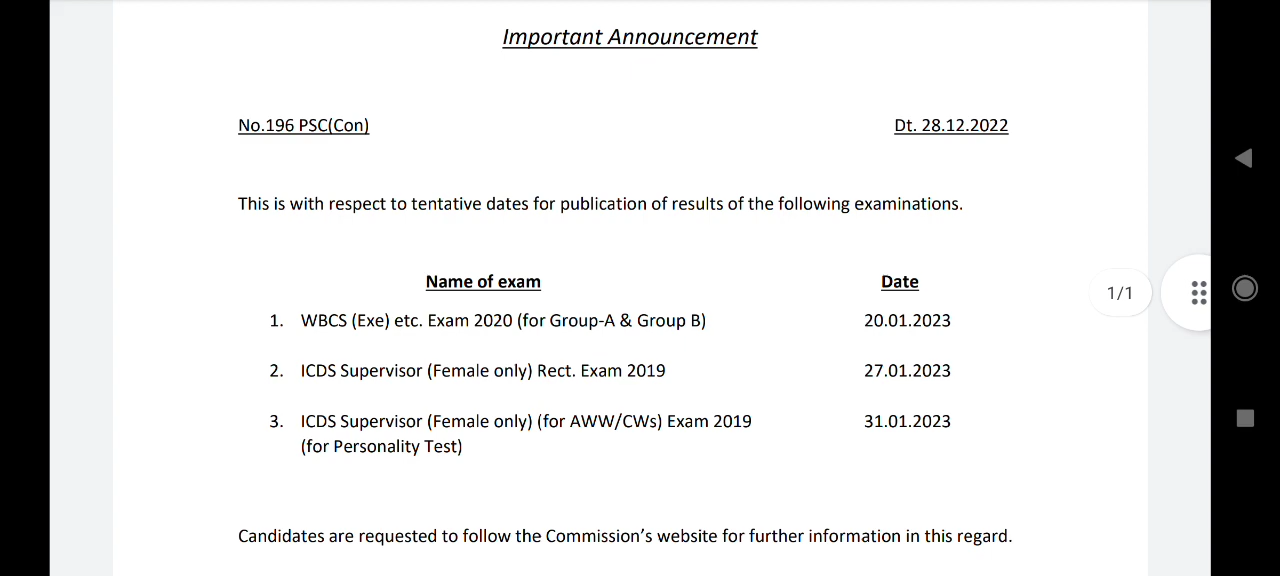 Important Announcement
No.196 PSC(Con) Dt. 28.12.2022
This is with respect to tentative dates for publication of results of the following examinations.
Name of exam Date
1. WBCS (Exe) etc. Exam 2020 (for Group-A & Group B) 20.01.2023
1/1
2. ICDS Supervisor (Female only) Rect. Exam 2019 27.01.2023
3. ICDS Supervisor (Female only) (for AWW/CWs) Exam 2019 31.01.2023
(for Personality Test)
Candidates are requested to follow the Commission’s website for further information in this regard.